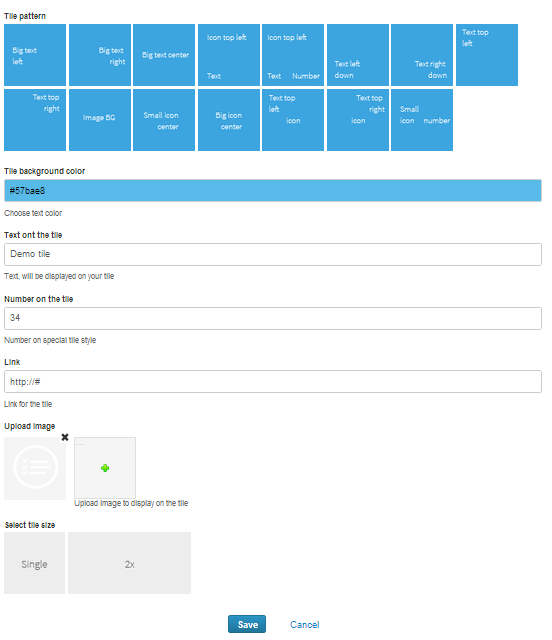 Tile pattern
Big text
left
Big text
right
Big text center
Icon top left
Text
Icon top left
Text Number
Text left
down
Text right
down
Text top
left
Text top
right
Image BG
Small icon
center
Big icon
center
Text top
left
icon
Text top
right
icon
Small
icon number
Tile background color
#57bae8
Choose text color
Text ont the tile
Demo tile
Text, will be displayed on your tile
Number on the tile
34
Number on special tile style
Link
http://#
Link for the tile
Upload image
Upload image to display on the tile
Select tile size
Single
2x
Save
Cancel